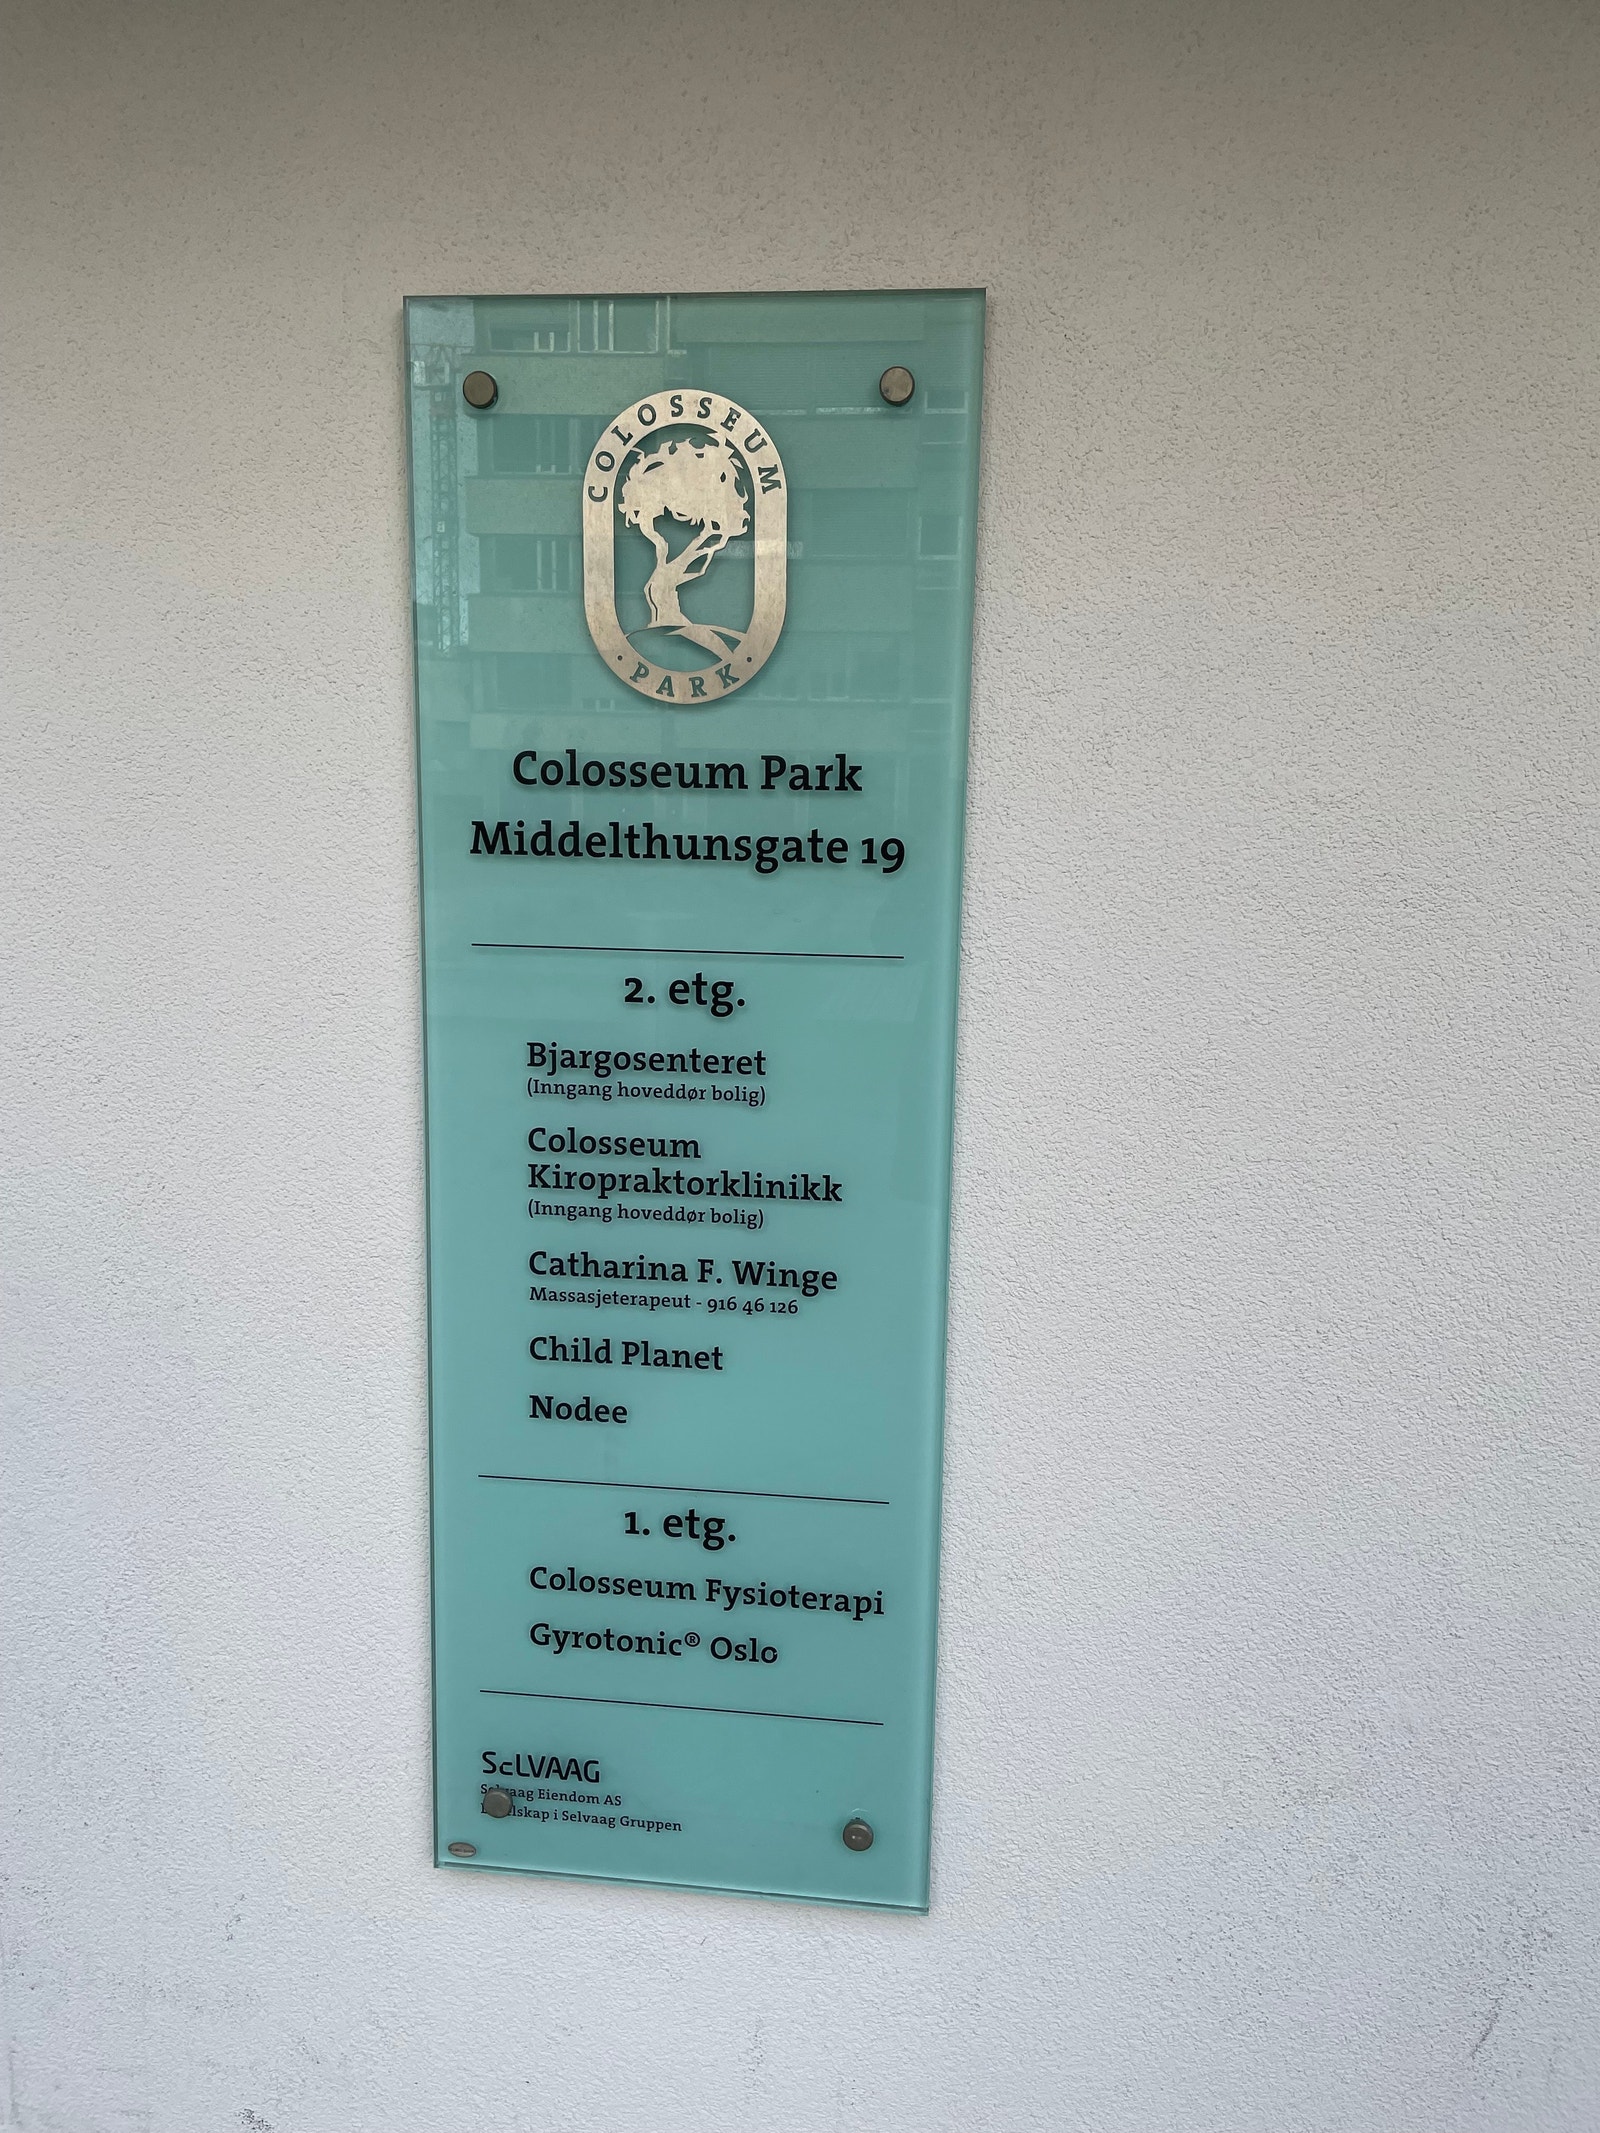 COLOSSEUM
PARK
Colosseum Park
Middelthunsgate 19
2. etg.
Bjargosenteret
(Inngang hoveddør bolig)
Colosseum
Kiropraktorklinikk
(Inngang hoveddør bolig)
Catharina F. Winge
Massasjeterapeut - 916 46 126
Child Planet
Nodee
1. etg.
Colosseum Fysioterapi
Gyrotonic® Oslo
SELVAAG
Selvaag Eiendom AS
i Selvaag Gruppen